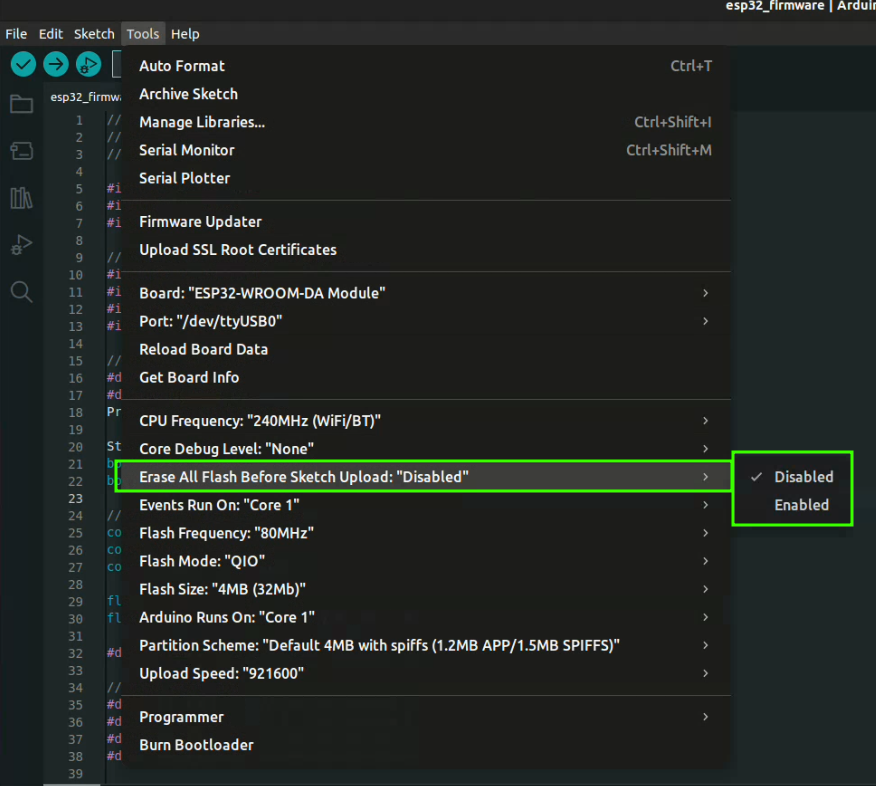 esp32_firmware | Arduin
File Edit Sketch Tools Help
Auto Format Ctrl+T
Archive Sketch
Manage Libraries... Ctrl+Shift+I
Serial Monitor Ctrl+Shift+M
Serial Plotter
Firmware Updater
Upload SSL Root Certificates
Board: "ESP32-WROOM-DA Module"
Port: "/dev/ttyUSB0"
Reload Board Data
Get Board Info
CPU Frequency: "240MHz (WiFi/BT)"
Core Debug Level: "None"
Erase All Flash Before Sketch Upload: "Disabled"
Events Run On: "Core 1"
Flash Frequency: "80MHz"
Flash Mode: "QIO"
Flash Size: "4MB (32Mb)"
Arduino Runs On: "Core 1"
Partition Scheme: "Default 4MB with spiffs (1.2MB APP/1.5MB SPIFFS)"
Upload Speed: "921600"
Programmer
Burn Bootloader
Disabled
Enabled
esp32_firmwa
1 //
2 //
3 //
4
5 #i
6 #i
7 #i
8
9 //
10 #i
11 #i
12 #i
13 #i
14
15 //
16 #d
17 #d
18 Pr
19
20 St
21 bo
22 bo
23
24 //
25 co
26 co
27 co
28
29 fl
30 fl
31
32 #d
33
34 //
35 #d
36 #d
37 #d
38 #d
39